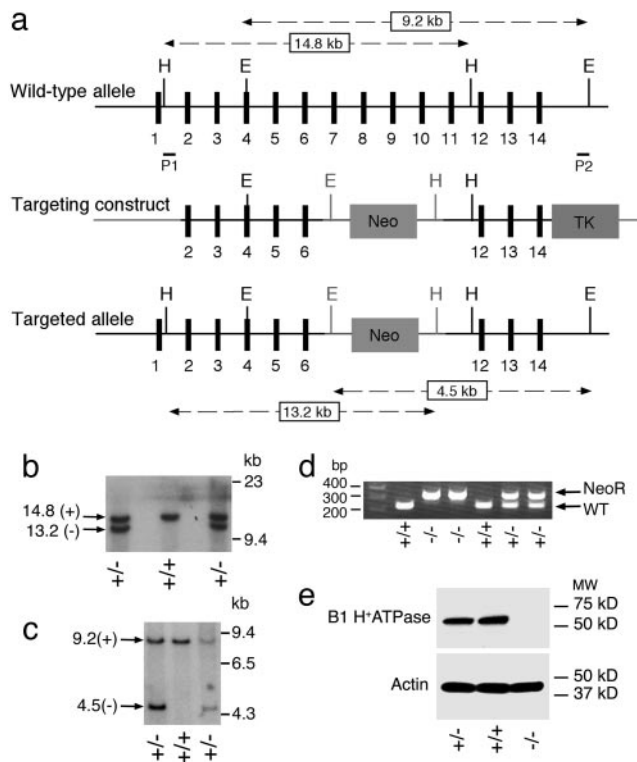 a
9.2 kb
14.8 kb
H E H E
Wild-type allele
1 2 3 4 5 6 7 8 9 10 11 12 13 14
P1 P2
E E H H
Targeting construct
Neo TK
2 3 4 5 6 12 13 14
H E E H H E
Targeted allele
Neo
1 2 3 4 5 6 12 13 14
4.5 kb
13.2 kb
b
kb
23
14.8 (+)
13.2 (-)
9.4
+/- +/+ +/-
c
kb
9.2(+)
9.4
6.5
4.5(-)
4.3
+/- +/+ +/-
d
bp
400
300
200
NeoR
WT
+/+ -/- -/- +/+ +/- +/-
e
MW
B1 H+ATPase
75 kD
50 kD
Actin
50 kD
37 kD
+/- +/+ -/-